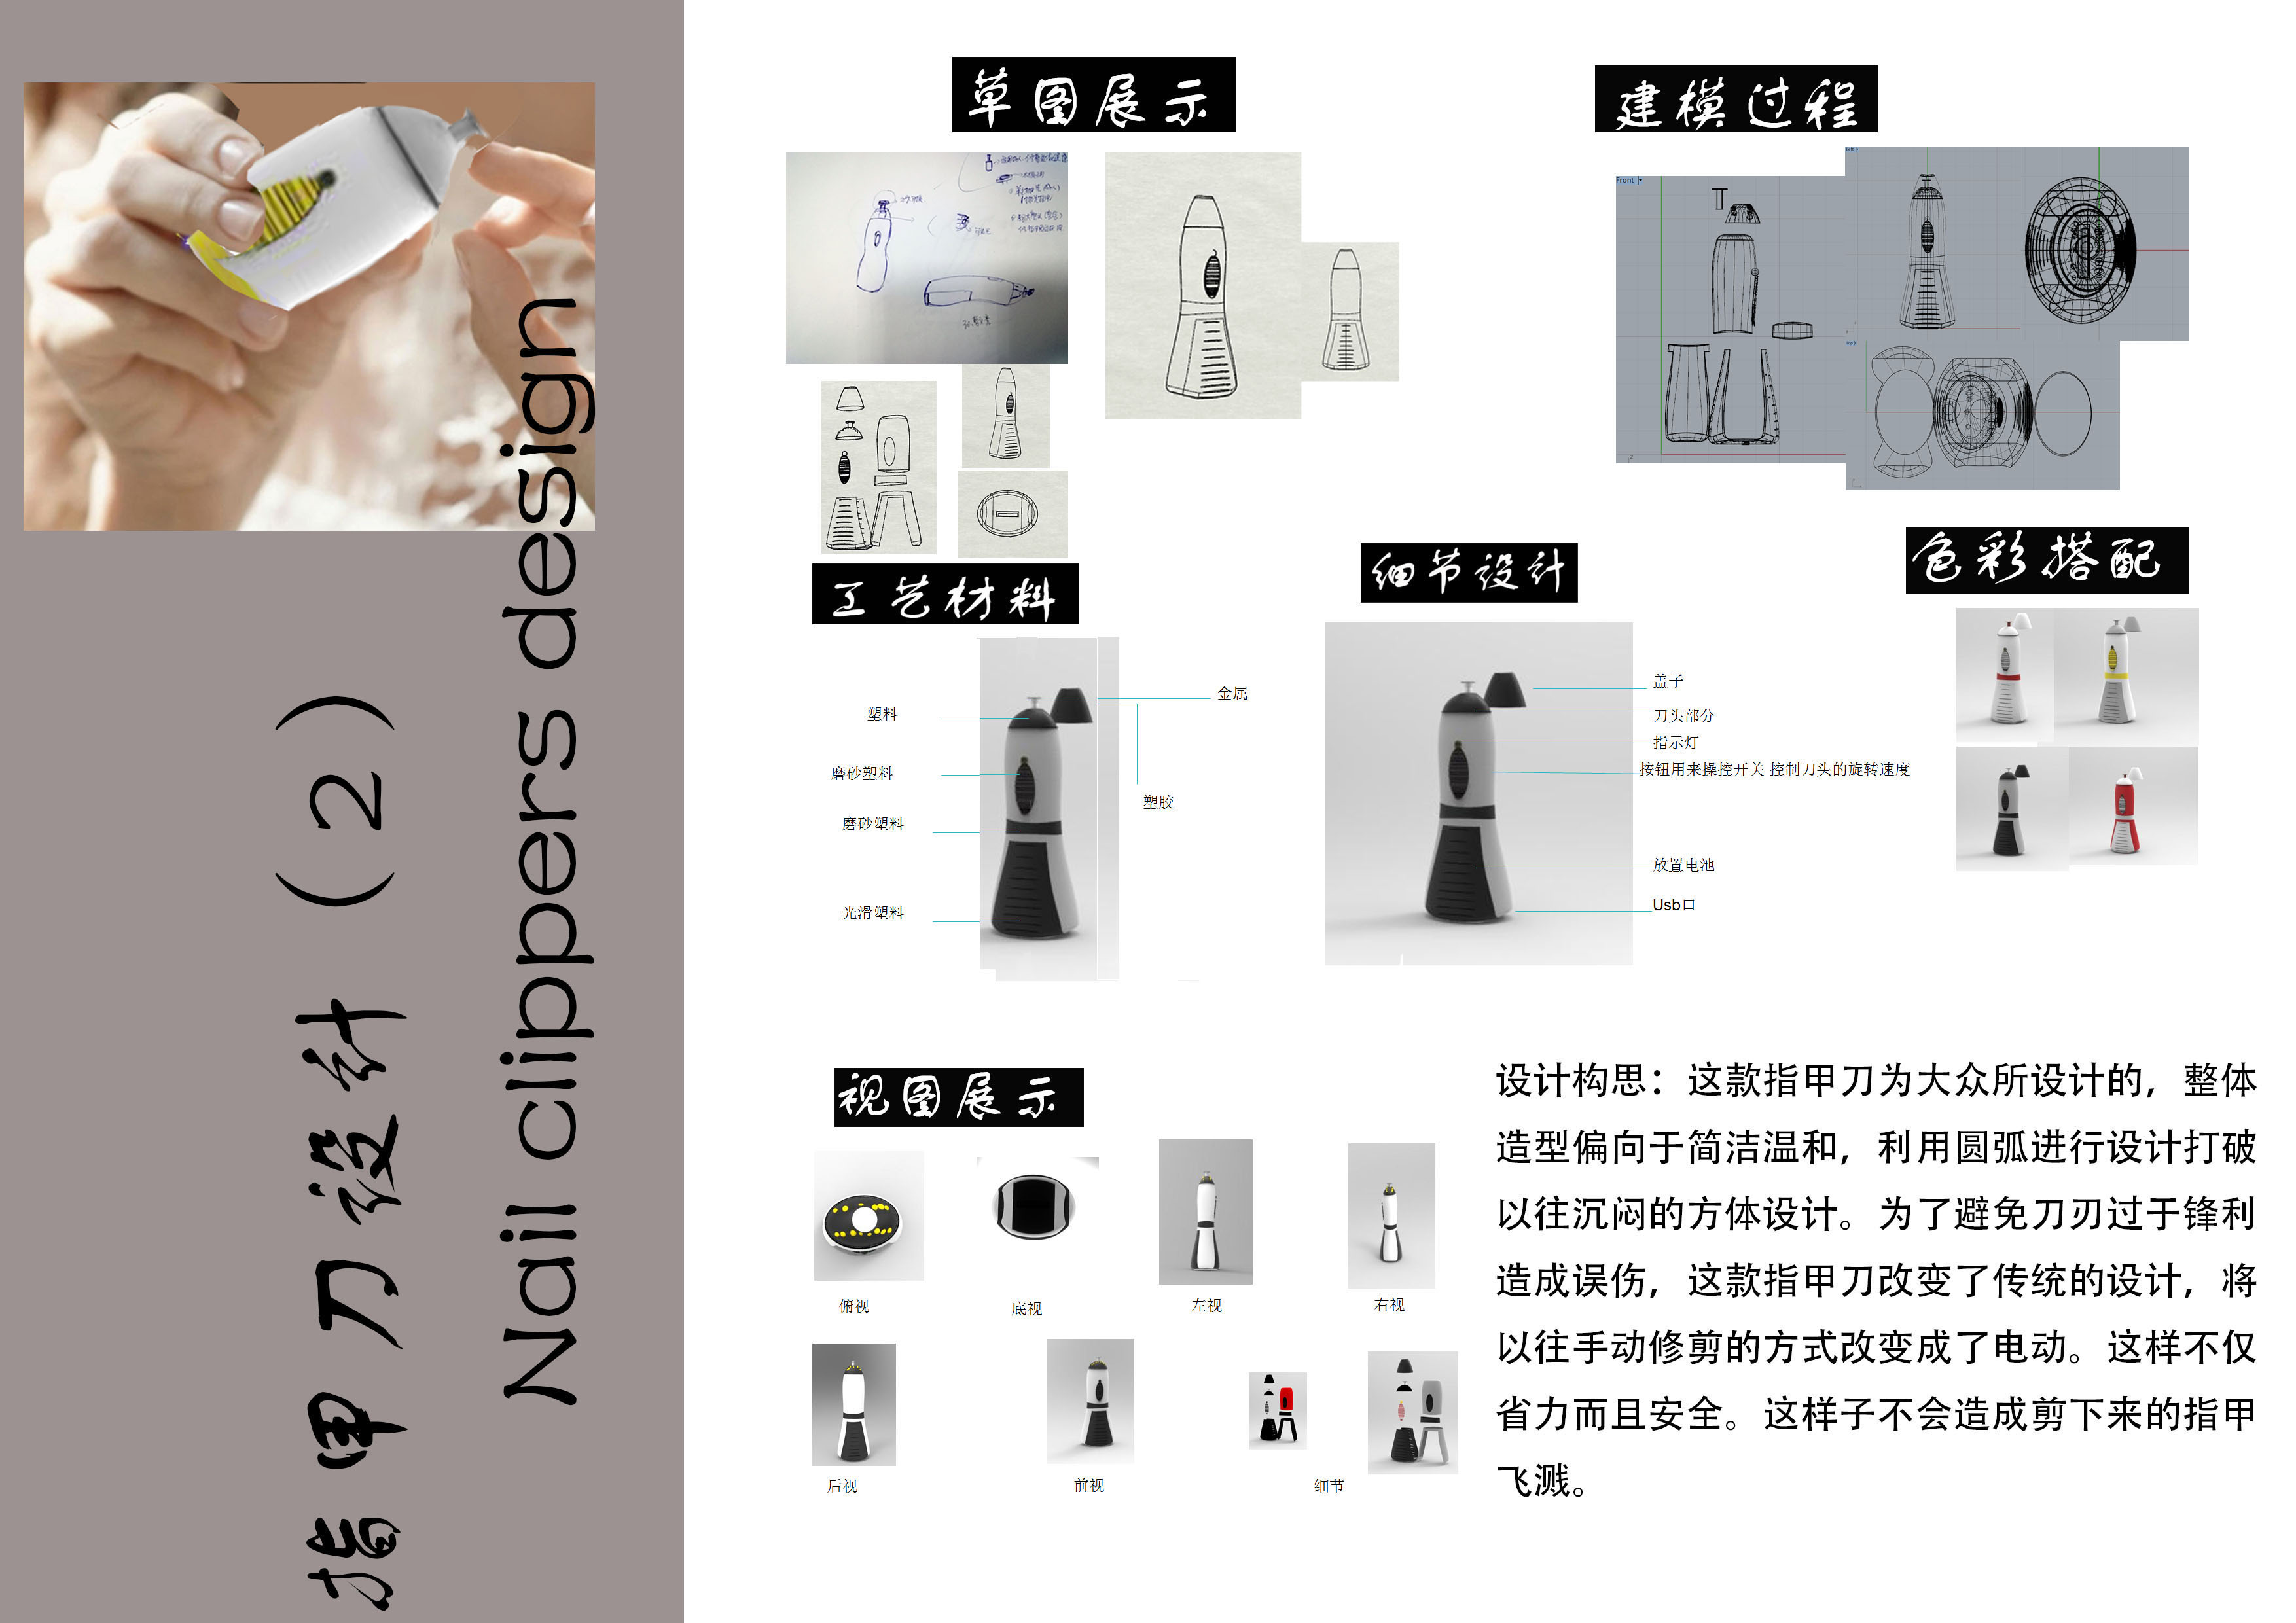 指甲刀设计（2）
Nail clippers design
草图展示
建模过程
Front
工艺材料
塑料
磨砂塑料
磨砂塑料
光滑塑料
金属
塑胶
细节设计
盖子
刀头部分
指示灯
按钮用来操控开关 控制刀头的旋转速度
放置电池
Usb口
色彩搭配
视图展示
俯视
底视
左视
右视
后视
前视
细节
设计构思：这款指甲刀为大众所设计的，整体
造型偏向于简洁温和，利用圆弧进行设计打破
以往沉闷的方体设计。为了避免刀刃过于锋利
造成误伤，这款指甲刀改变了传统的设计，将
以往手动修剪的方式改变成了电动。这样不仅
省力而且安全。这样子不会造成剪下来的指甲
飞溅。